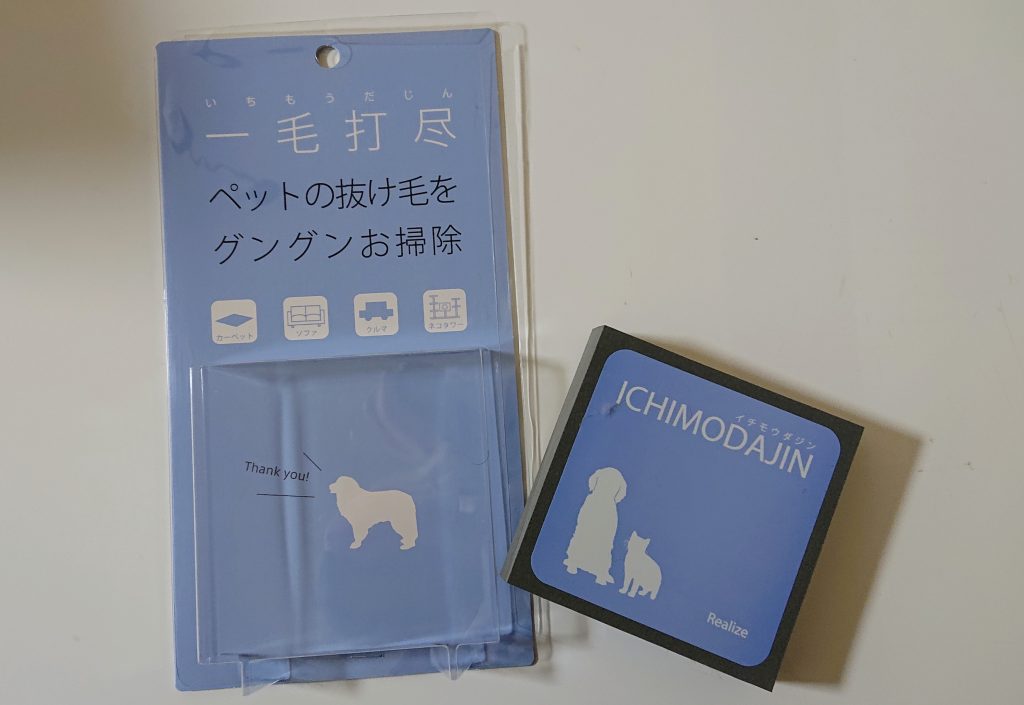 いちもうだじん
一毛打尽
ペットの抜け毛を
グングンお掃除
カーペット
ソファ
クルマ
ネコタワー
Thank you!
イチモウダジン
ICHIMODAJIN
Realize